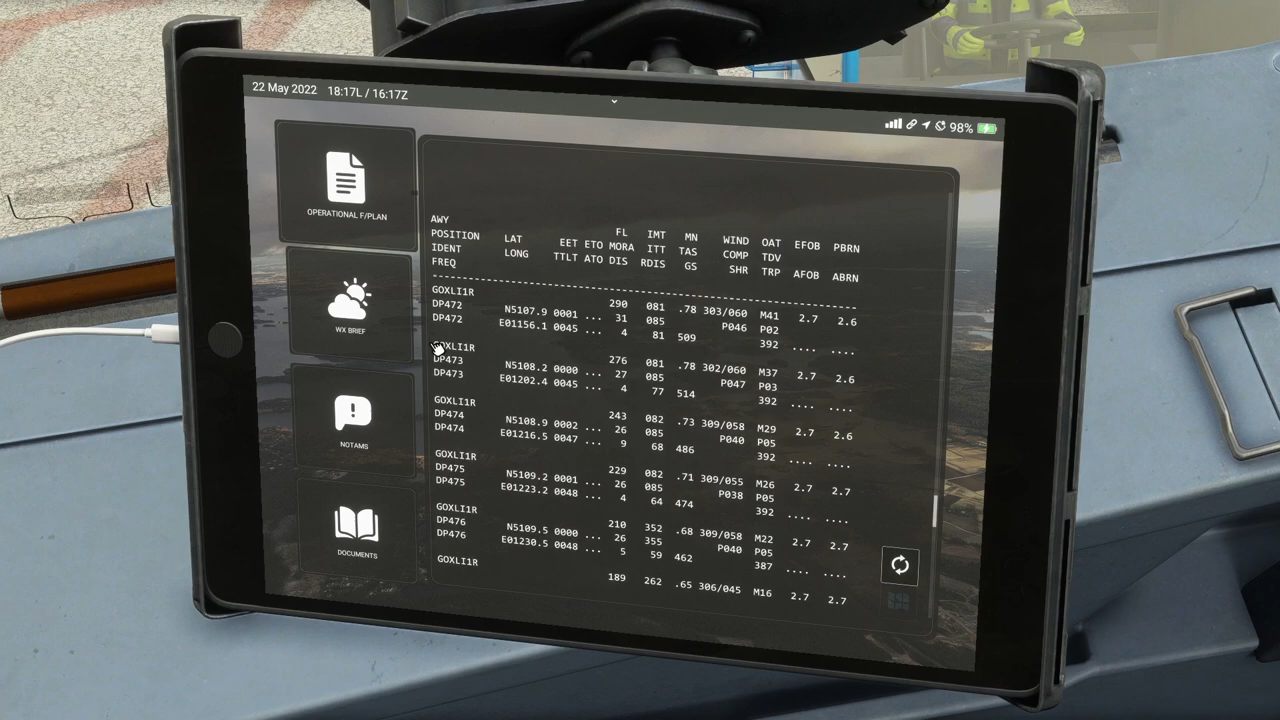 22 May 2022 18:17L / 16:17Z
98%
OPERATIONAL F/PLAN
WX BRIEF
NOTAMS
DOCUMENTS
AWY FL IMT MN WIND OAT EFOB PBRN
POSITION LAT EET ETO MORA ITT TAS COMP TDV
IDENT LONG TTLT ATO DIS RDIS GS SHR TRP AFOB ABRN
FREQ
--------------------------------------------------------
GOXLI1R 290 081 .78 303/060 M41 2.7 2.6
DP472 N5107.9 0001 ... 31 085 P046 P02
DP472 E01156.1 0045 ... 4 81 509 392 .... ....
GOXLI1R 276 081 .78 302/060 M37 2.7 2.6
DP473 N5108.2 0000 ... 27 085 P047 P03
DP473 E01202.4 0045 ... 4 77 514 392 .... ....
GOXLI1R 243 082 .73 309/058 M29 2.7 2.6
DP474 N5108.9 0002 ... 26 085 P040 P05
DP474 E01216.5 0047 ... 9 68 486 392 .... ....
GOXLI1R 229 082 .71 309/055 M26 2.7 2.7
DP475 N5109.2 0001 ... 26 085 P038 P05
DP475 E01223.2 0048 ... 4 64 474 392 .... ....
GOXLI1R 210 352 .68 309/058 M22 2.7 2.7
DP476 N5109.5 0000 ... 26 355 P040 P05
DP476 E01230.5 0048 ... 5 59 462 387 .... ....
GOXLI1R 189 262 .65 306/045 M16 2.7 2.7